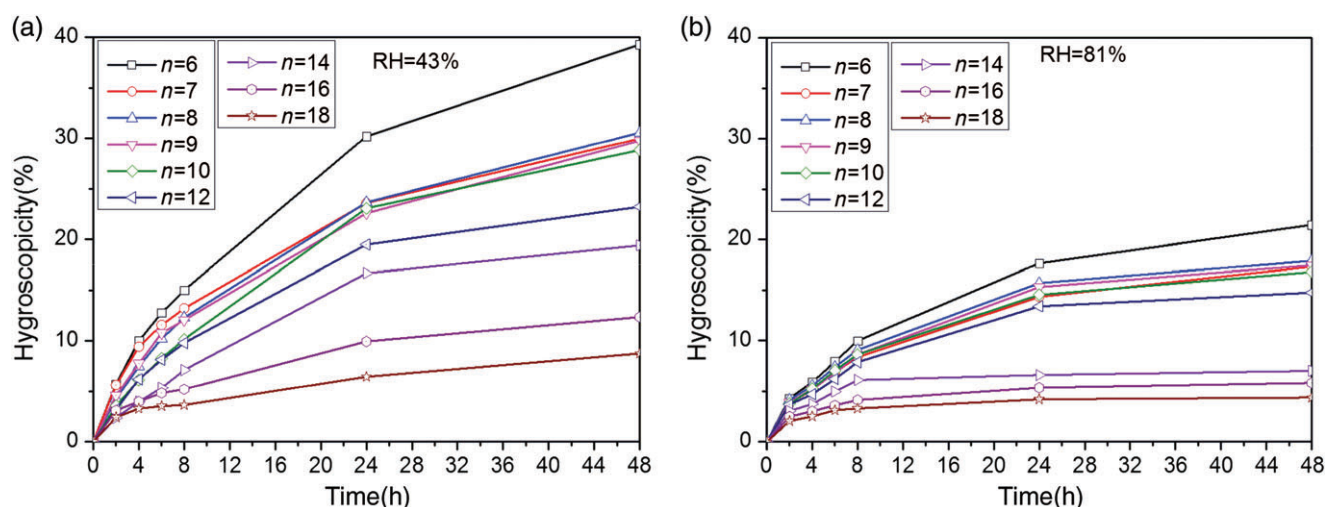 (a)
40
30
20
10
0
Hygroscopicity(%)
n=6
n=7
n=8
n=9
n=10
n=12
n=14
n=16
n=18
RH=43%
0 4 8 12 16 20 24 28 32 36 40 44 48
Time(h)
(b)
40
30
20
10
0
Hygroscopicity(%)
n=6
n=7
n=8
n=9
n=10
n=12
n=14
n=16
n=18
RH=81%
0 4 8 12 16 20 24 28 32 36 40 44 48
Time(h)